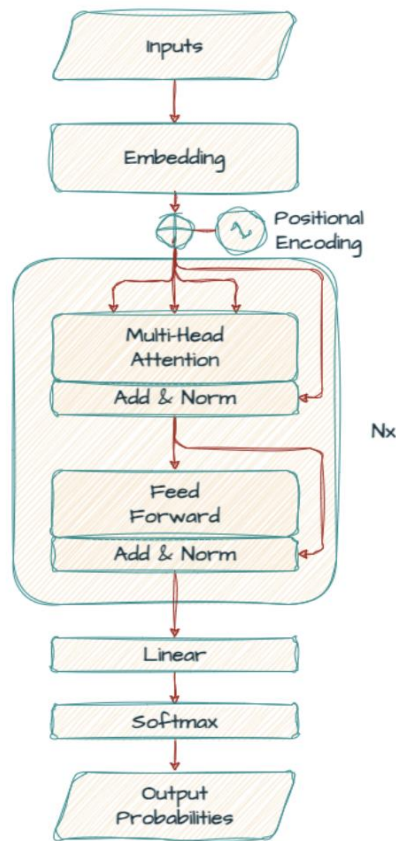 Inputs
Embedding
Positional
Encoding
Multi-Head
Attention
Add & Norm
Nx
Feed
Forward
Add & Norm
Linear
Softmax
Output
Probabilities